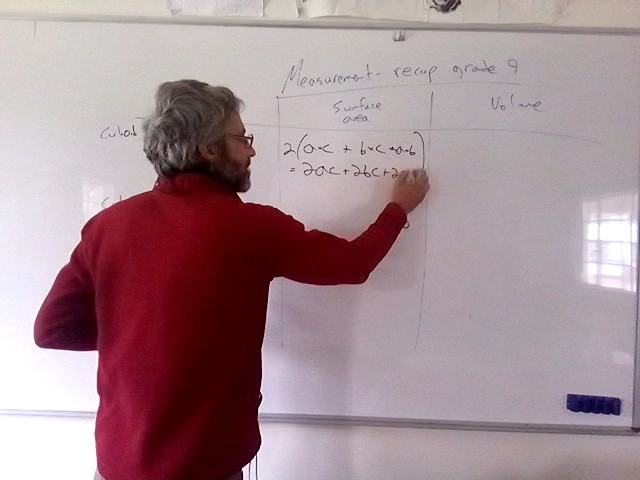 Measurement - recap grade 9
Surface
area
Volume
Cuboid
2(a×c + b×c + a×b)
= 2ac + 2bc + 2